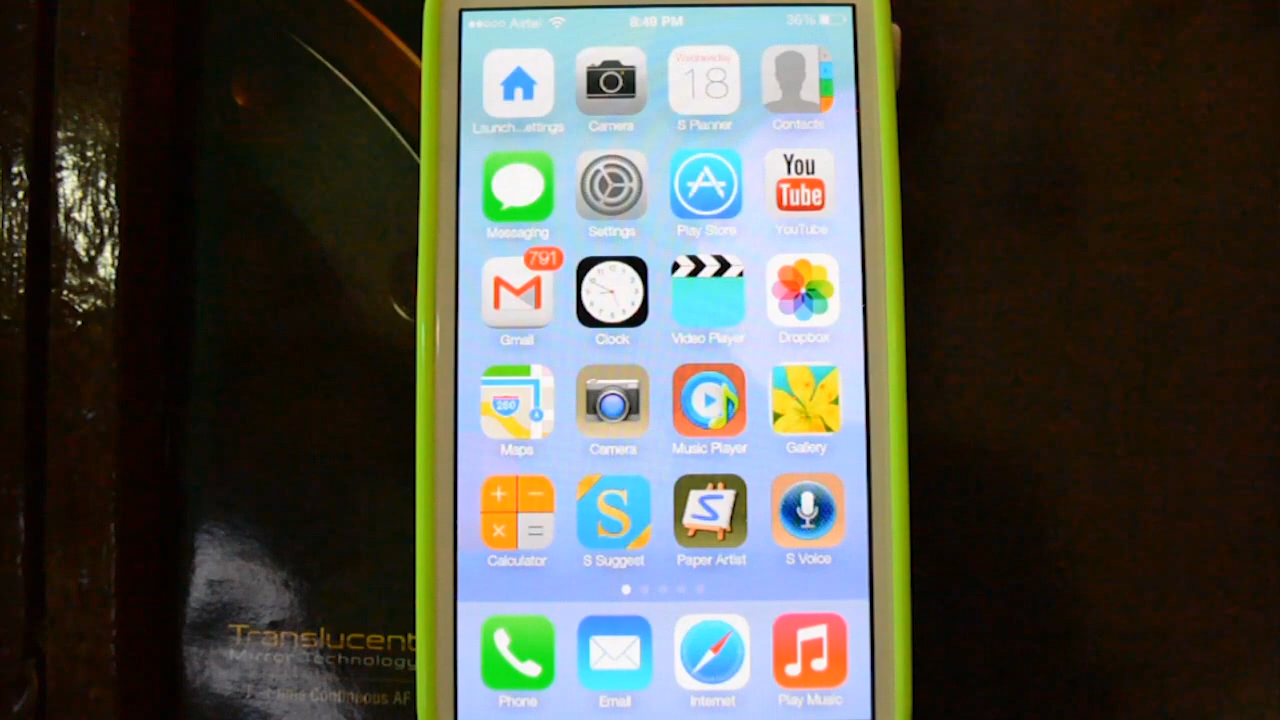 Airtel 8:49 PM 36%
Wednesday
18
Launch...ettings Camera S Planner Contacts
You
Tube
Messaging Settings Play Store YouTube
791
Gmail Clock Video Player Dropbox
280
Maps Camera Music Player Gallery
S S
Calculator S Suggest Paper Artist S Voice
Phone Email Internet Play Music
Translucent
Mirror Technology
Continuous AF